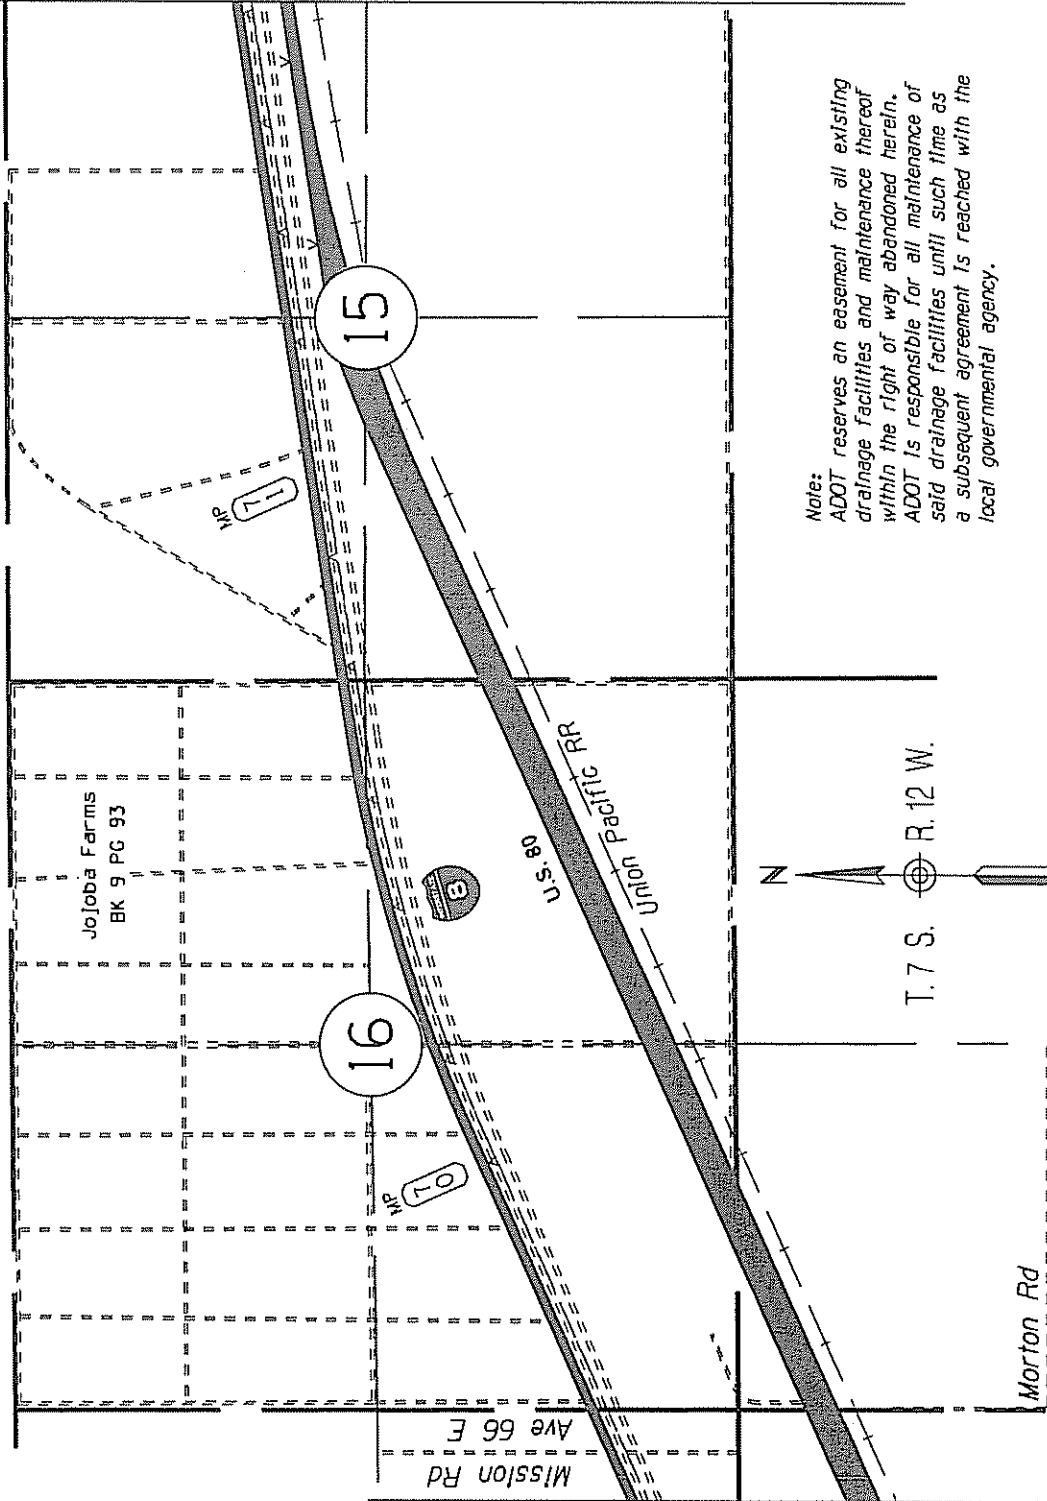 Jojoba Farms
BK 9 PG 93
MP
71
15
16
8
MP
70
U.S. 80
Union Pacific RR
Mission Rd
Ave 66 E
Morton Rd
N
T. 7 S. R. 12 W.
Note:
ADOT reserves an easement for all existing
drainage facilities and maintenance thereof
within the right of way abandoned herein.
ADOT is responsible for all maintenance of
said drainage facilities until such time as
a subsequent agreement is reached with the
local governmental agency.